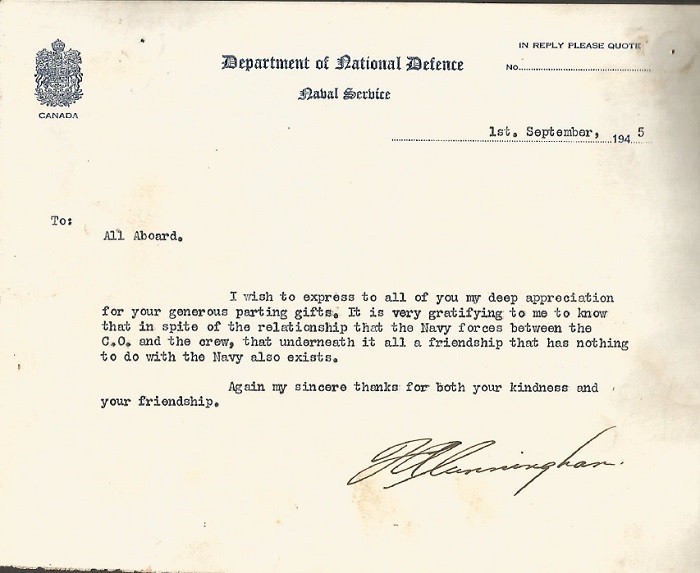 IN REPLY PLEASE QUOTE
No.
Department of National Defence
Naval Service
CANADA
1st. September, 1945
To:
All Aboard.
I wish to express to all of you my deep appreciation
for your generous parting gifts. It is very gratifying to me to know
that in spite of the relationship that the Navy forces between the
C.O. and the crew, that underneath it all a friendship that has nothing
to do with the Navy also exists.
Again my sincere thanks for both your kindness and
your friendship.
Cunningham.